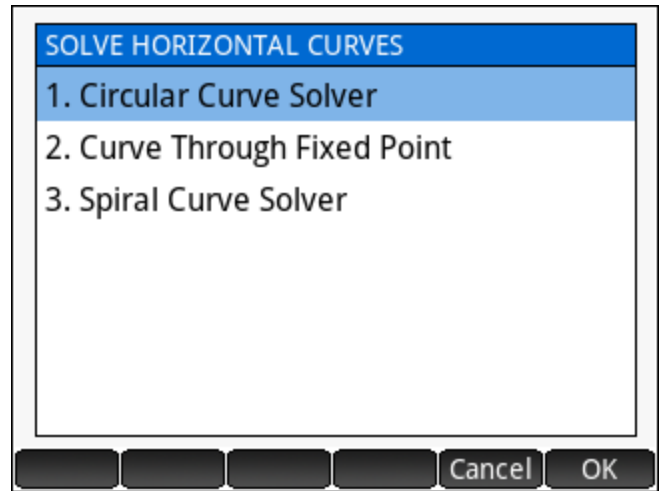 SOLVE HORIZONTAL CURVES
1. Circular Curve Solver
2. Curve Through Fixed Point
3. Spiral Curve Solver
Cancel OK